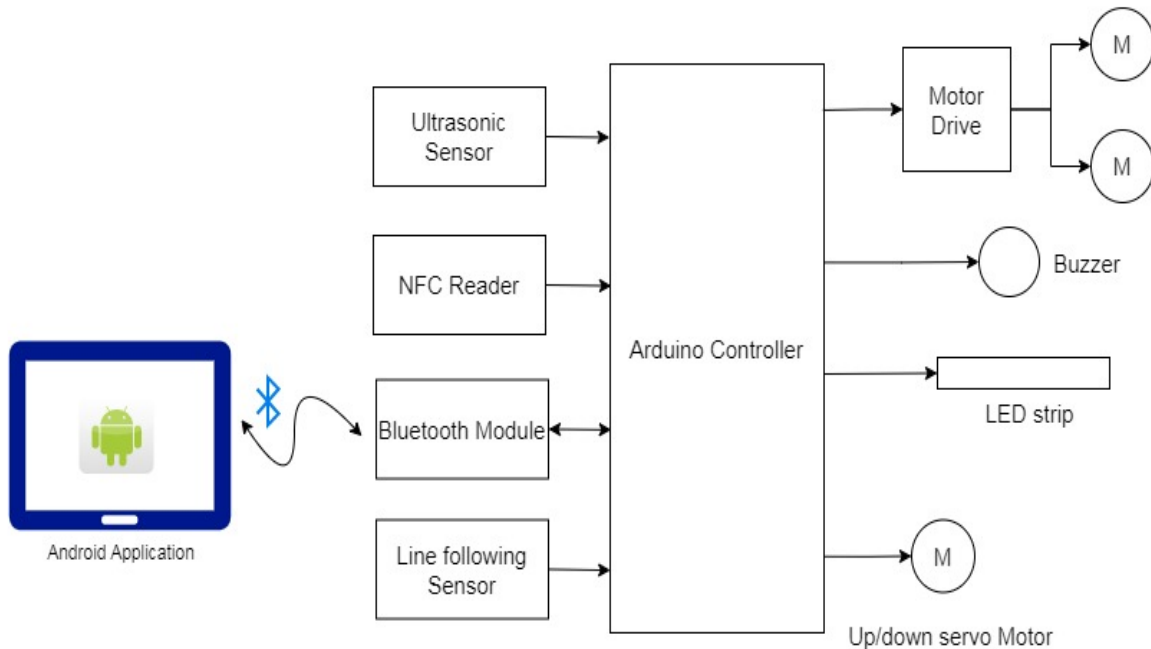 Ultrasonic
Sensor
NFC Reader
Bluetooth Module
Line following
Sensor
Android Application
Arduino Controller
Motor
Drive
M
M
Buzzer
LED strip
M
Up/down servo Motor